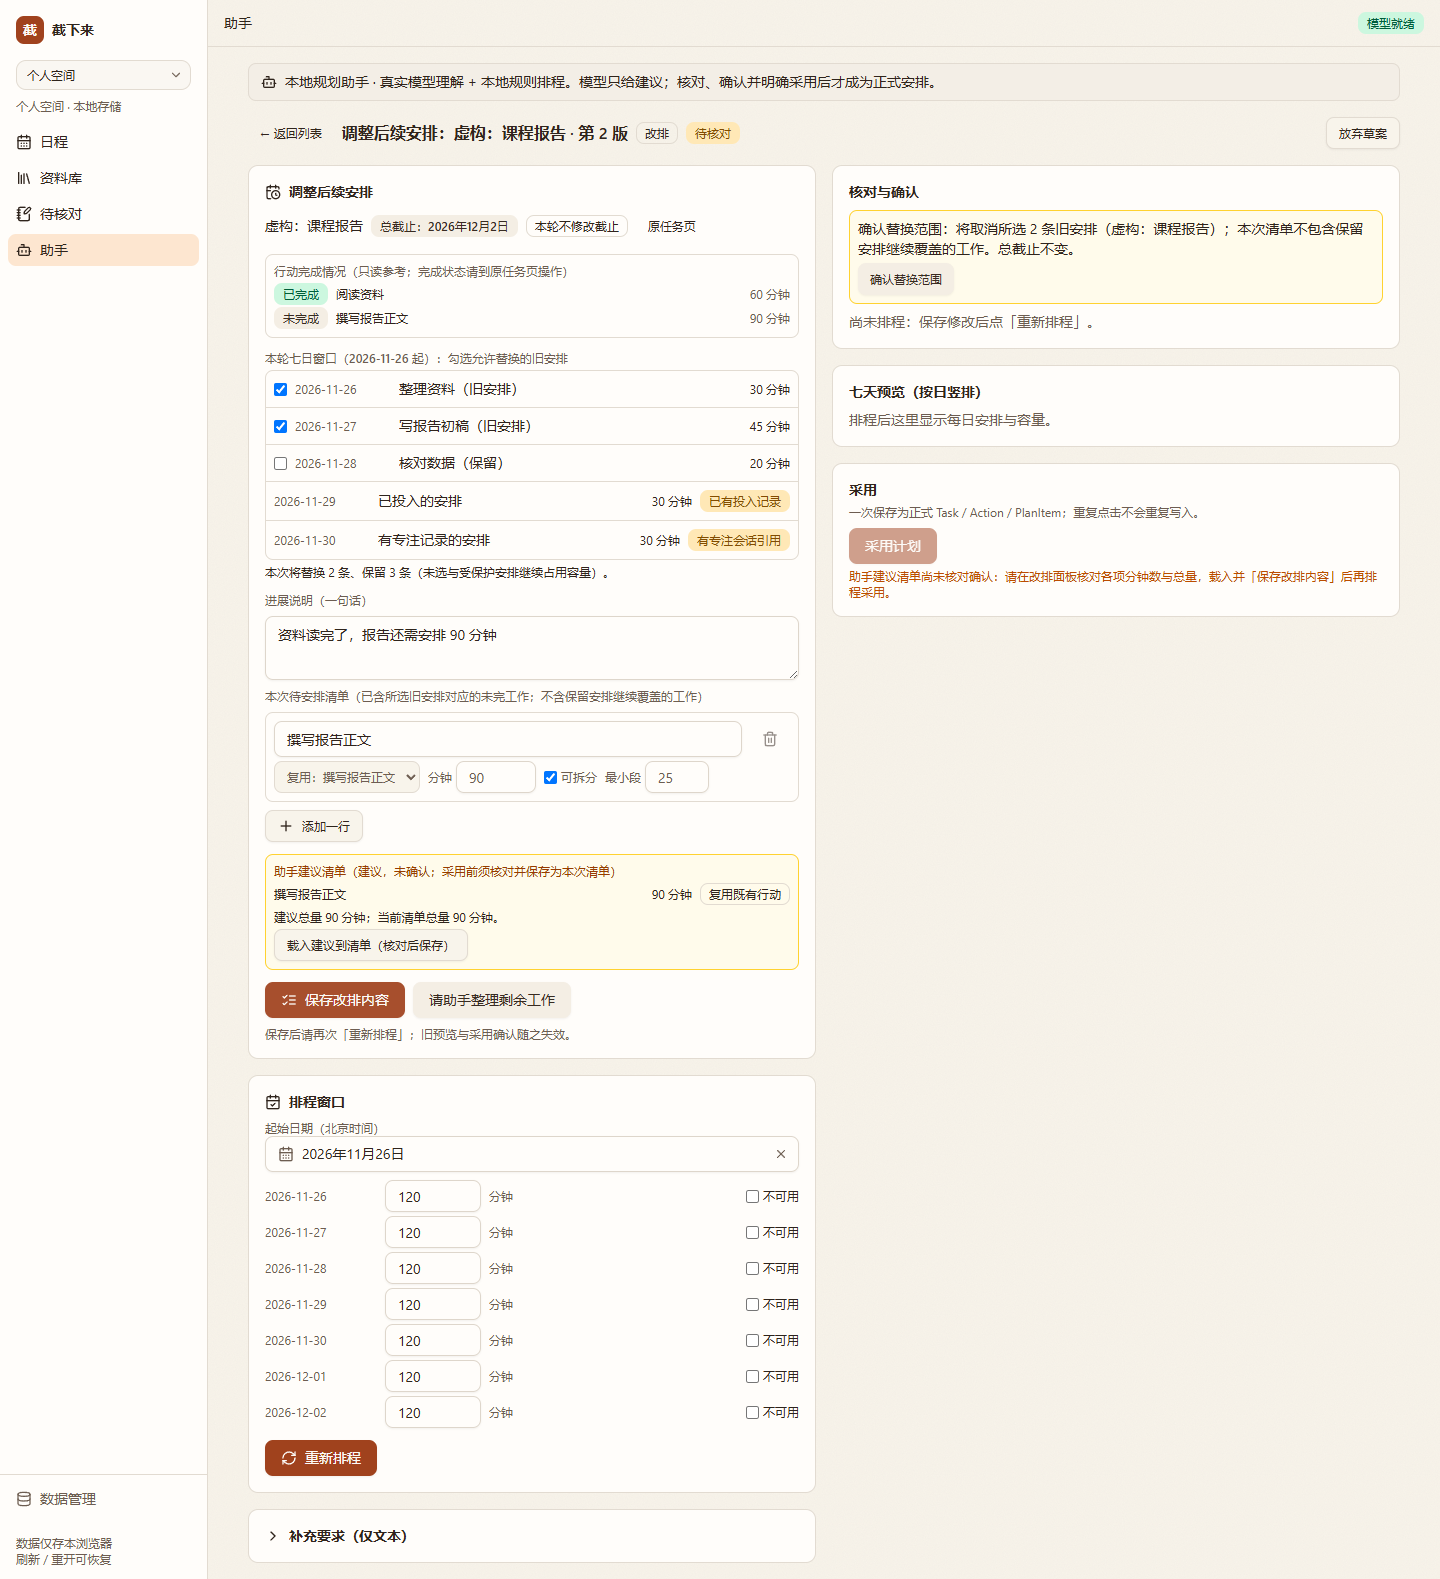 截 截下来
个人空间
个人空间 · 本地存储
日程
资料库
待核对
助手
数据管理
数据仅存本浏览器
刷新 / 重开可恢复
助手
模型就绪
本地规划助手 · 真实模型理解 + 本地规则排程。模型只给建议；核对、确认并明确采用后才成为正式安排。
← 返回列表
调整后续安排：虚构：课程报告 · 第 2 版
改排
待核对
放弃草案
调整后续安排
虚构：课程报告 总截止：2026年12月2日 本轮不修改截止 原任务页
行动完成情况（只读参考；完成状态请到原任务页操作）
已完成 阅读资料 60 分钟
未完成 撰写报告正文 90 分钟
本轮七日窗口（2026-11-26 起）：勾选允许替换的旧安排
2026-11-26 整理资料（旧安排） 30 分钟
2026-11-27 写报告初稿（旧安排） 45 分钟
2026-11-28 核对数据（保留） 20 分钟
2026-11-29 已投入的安排 30 分钟 已有投入记录
2026-11-30 有专注记录的安排 30 分钟 有专注会话引用
本次将替换 2 条、保留 3 条（未选与受保护安排继续占用容量）。
进展说明（一句话）
资料读完了，报告还需安排 90 分钟
本次待安排清单（已含所选旧安排对应的未完工作；不含保留安排继续覆盖的工作）
撰写报告正文
复用：撰写报告正文 分钟 90 可拆分 最小段 25
添加一行
助手建议清单（建议，未确认；采用前须核对并保存为本次清单）
撰写报告正文 90 分钟 复用既有行动
建议总量 90 分钟；当前清单总量 90 分钟。
载入建议到清单（核对后保存）
保存改排内容 请助手整理剩余工作
保存后请再次「重新排程」；旧预览与采用确认随之失效。
排程窗口
起始日期（北京时间）
2026年11月26日
2026-11-26 120 分钟 不可用
2026-11-27 120 分钟 不可用
2026-11-28 120 分钟 不可用
2026-11-29 120 分钟 不可用
2026-11-30 120 分钟 不可用
2026-12-01 120 分钟 不可用
2026-12-02 120 分钟 不可用
重新排程
补充要求（仅文本）
核对与确认
确认替换范围：将取消所选 2 条旧安排（虚构：课程报告）；本次清单不包含保留
安排继续覆盖的工作。总截止不变。
确认替换范围
尚未排程：保存修改后点「重新排程」。
七天预览（按日竖排）
排程后这里显示每日安排与容量。
采用
一次保存为正式 Task / Action / PlanItem；重复点击不会重复写入。
采用计划
助手建议清单尚未核对确认：请在改排面板核对各项分钟数与总量，载入并「保存改排内容」后再排
程采用。